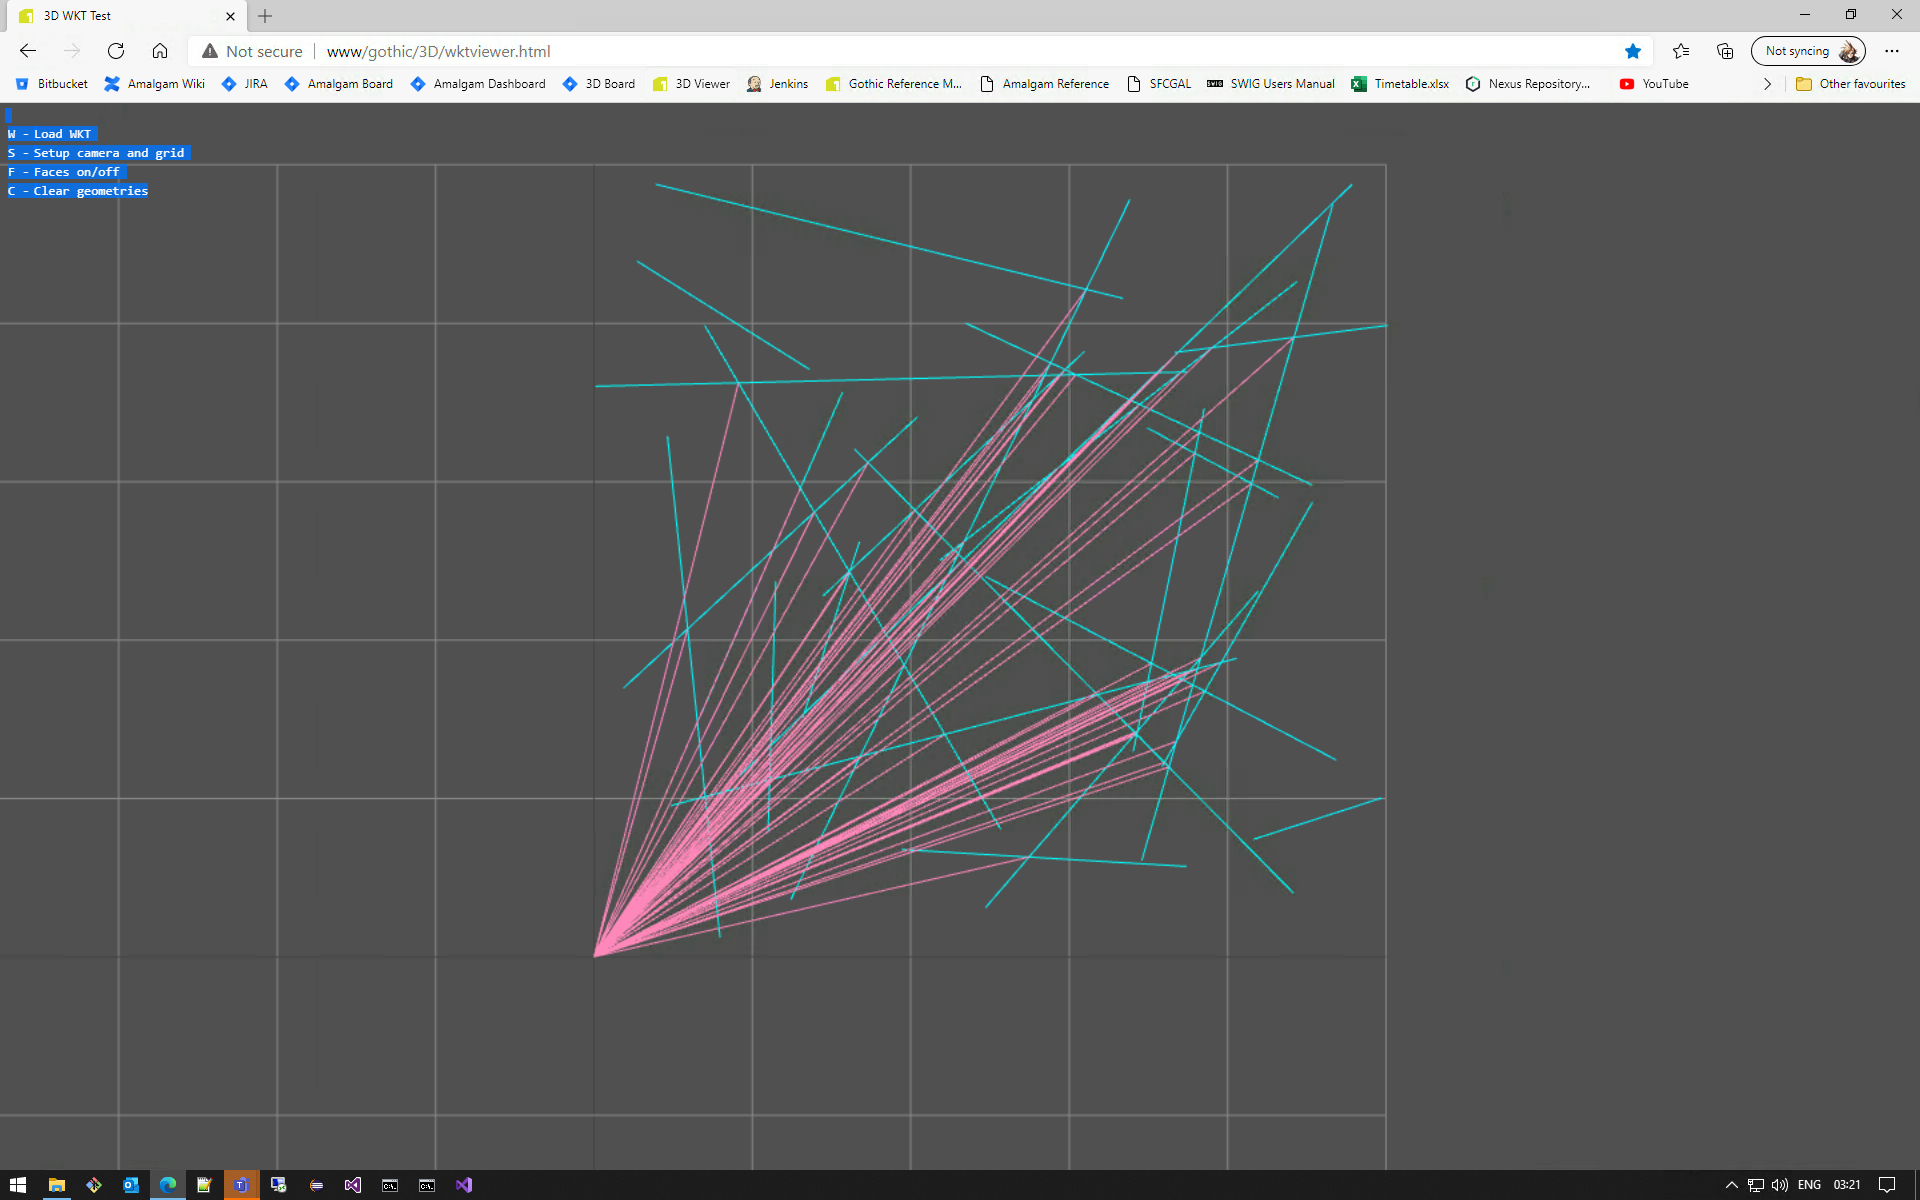 3D WKT Test
Not secure
www/gothic/3D/wktviewer.html
Not syncing
Bitbucket
Amalgam Wiki
JIRA
Amalgam Board
Amalgam Dashboard
3D Board
3D Viewer
Jenkins
Gothic Reference M...
Amalgam Reference
SFCGAL
SWIG
SWIG Users Manual
Timetable.xlsx
Nexus Repository...
YouTube
Other favourites
W - Load WKT
S - Setup camera and grid
F - Faces on/off
C - Clear geometries
ENG
03:21